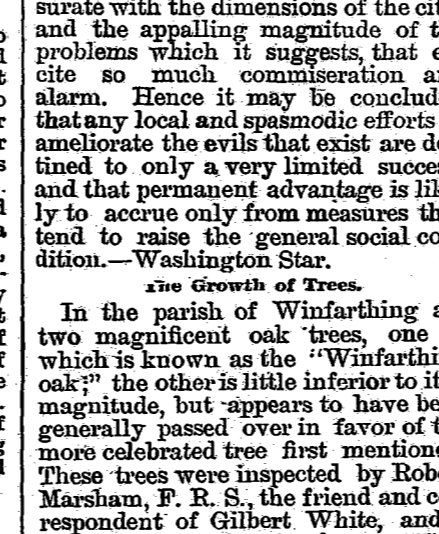 surate with the dimensions of the cit
and the appalling magnitude of t
problems which it suggests, that e
cite so much commiseration a
alarm. Hence it may be conclud
that any local and spasmodic efforts
ameliorate the evils that exist are de
tined to only a very limited succes
and that permanent advantage is lik
ly to accrue only from measures th
tend to raise the general social co
dition.—Washington Star.
The Growth of Trees.
In the parish of Winfarthing a
two magnificent oak trees, one
which is known as the "Winfarthi
oak;" the other is little inferior to it
magnitude, but appears to have be
generally passed over in favor of t
more celebrated tree first mention
These trees were inspected by Rob
Marsham, F. R. S., the friend and c
respondent of Gilbert White, and